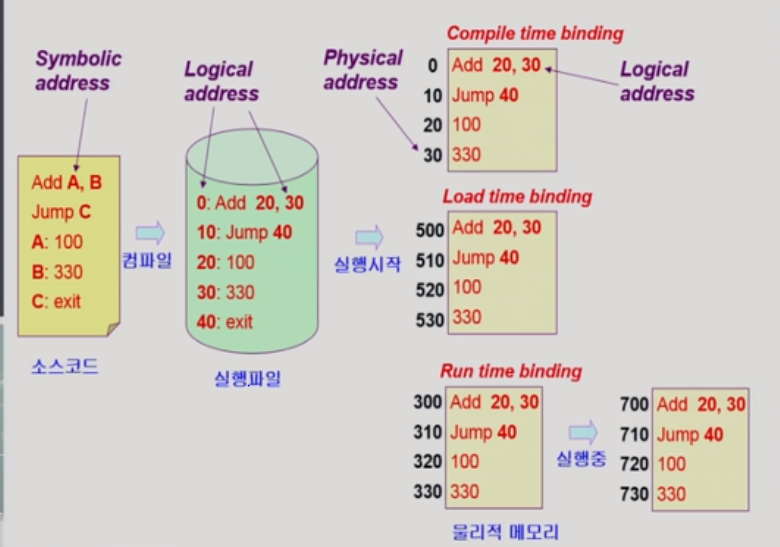 Symbolic
address
Logical
address
Physical
address
Compile time binding
0 Add 20, 30
10 Jump 40
20 100
30 330
Logical
address
Add A, B
Jump C
A: 100
B: 330
C: exit
소스코드
컴파일
0: Add 20, 30
10: Jump 40
20: 100
30: 330
40: exit
실행파일
실행시작
Load time binding
500 Add 20, 30
510 Jump 40
520 100
530 330
Run time binding
300 Add 20, 30
310 Jump 40
320 100
330 330
실행중
700 Add 20, 30
710 Jump 40
720 100
730 330
물리적 메모리